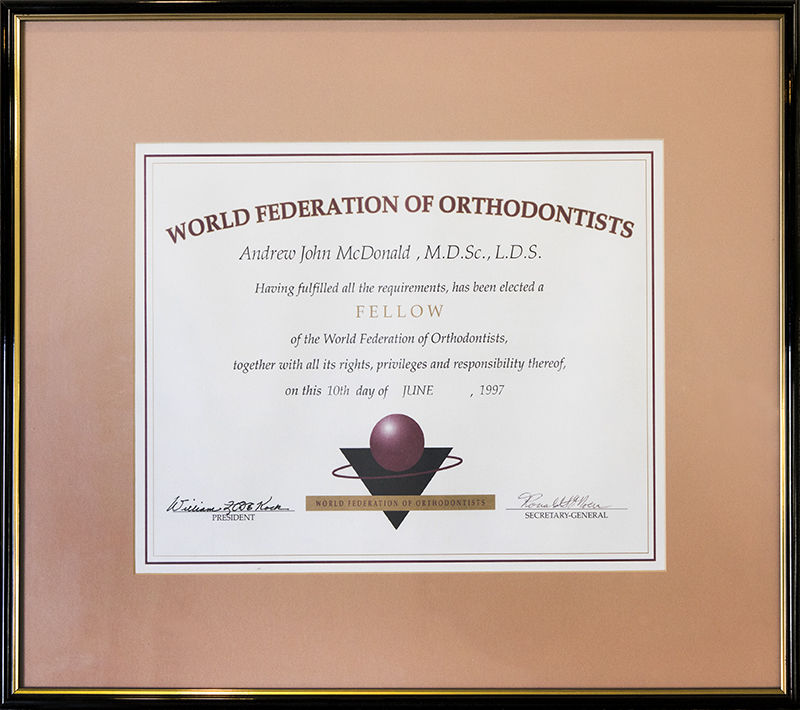 WORLD FEDERATION OF ORTHODONTISTS
Andrew John McDonald , M.D.Sc., L.D.S.
Having fulfilled all the requirements, has been elected a
FELLOW
of the World Federation of Orthodontists,
together with all its rights, privileges and responsibility thereof,
on this 10th day of JUNE , 1997
WORLD FEDERATION OF ORTHODONTISTS
William
PRESIDENT
SECRETARY-GENERAL